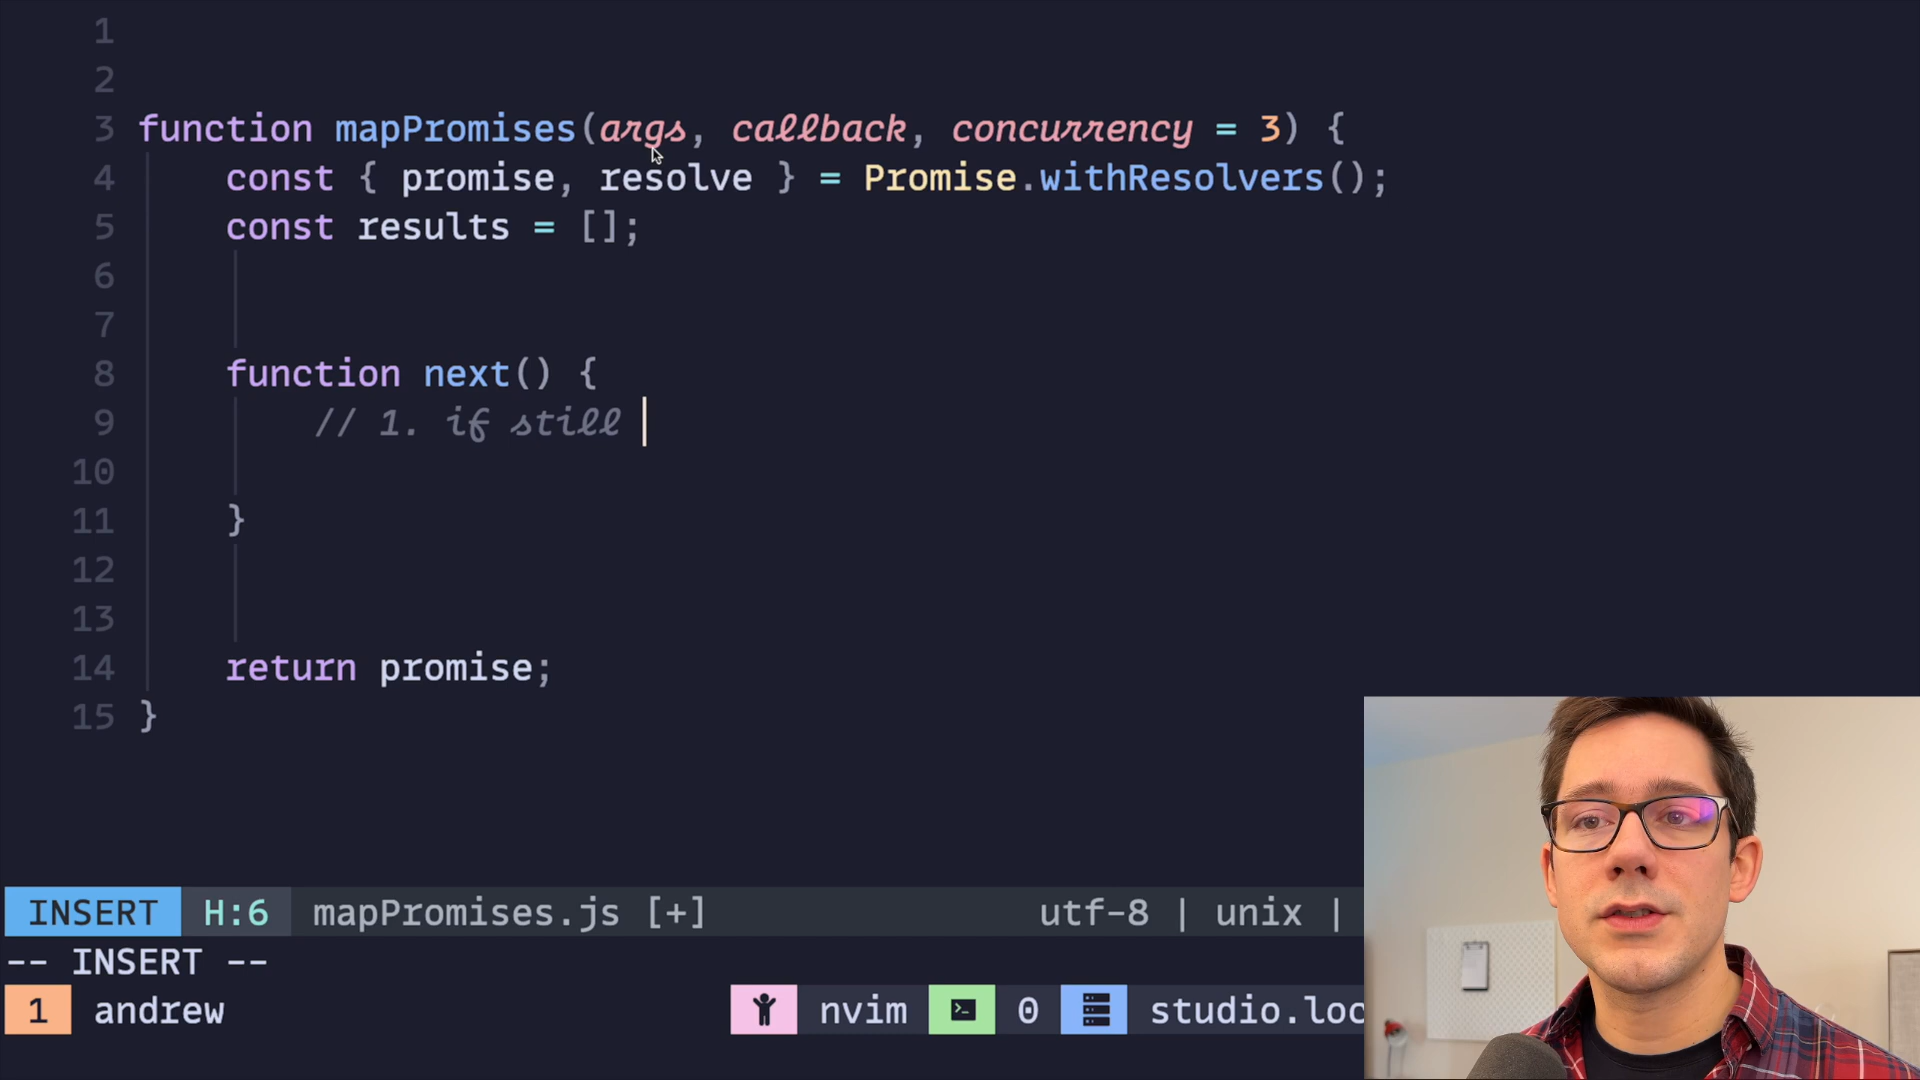 1
2
3 function mapPromises(args, callback, concurrency = 3) {
4 const { promise, resolve } = Promise.withResolvers();
5 const results = [];
6
7
8 function next() {
9 // 1. if still
10
11 }
12
13
14 return promise;
15 }
INSERT H:6 mapPromises.js [+] utf-8 | unix |
-- INSERT --
1 andrew nvim 0 studio.loc